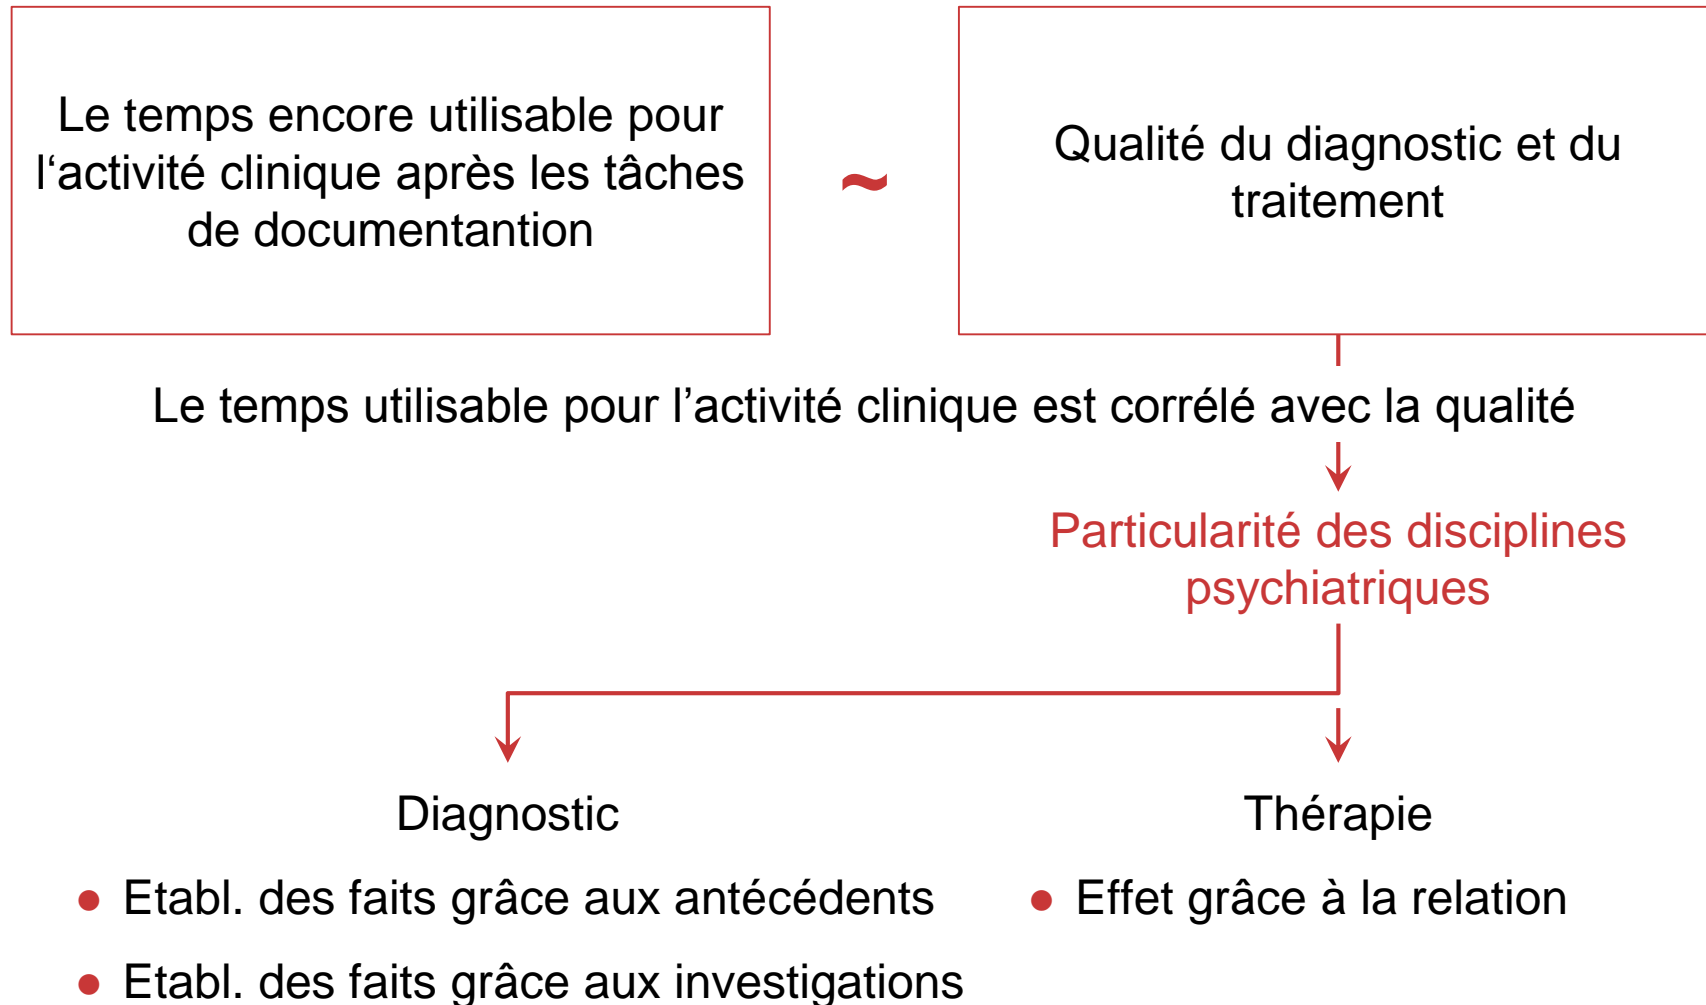 Le temps encore utilisable pour
l‘activité clinique après les tâches
de documentantion
~
Qualité du diagnostic et du
traitement
Le temps utilisable pour l’activité clinique est corrélé avec la qualité
Particularité des disciplines
psychiatriques
Diagnostic
● Etabl. des faits grâce aux antécédents
● Etabl. des faits grâce aux investigations
Thérapie
● Effet grâce à la relation